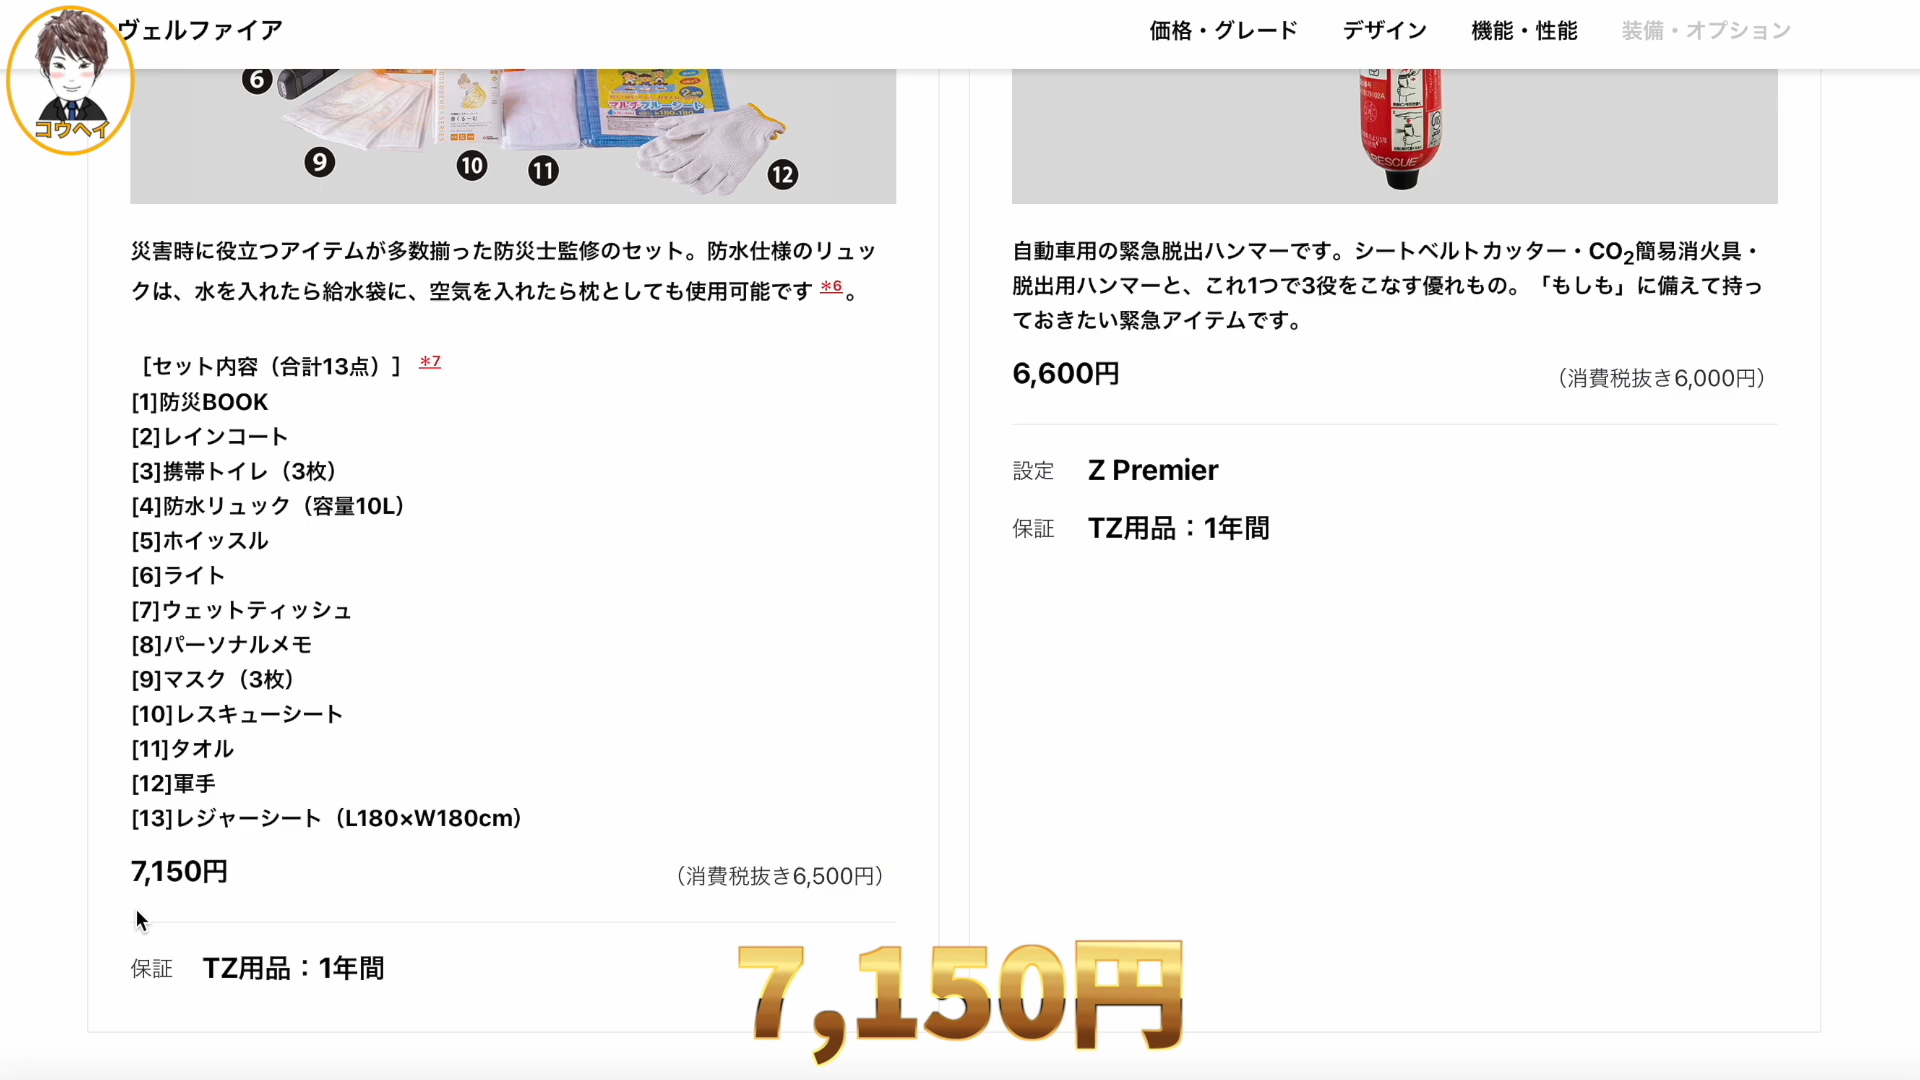 ヴェルファイア
価格・グレード
デザイン
機能・性能
装備・オプション
コウヘイ
6
マルチブルーシート
9
10
11
12
RESCUE
災害時に役立つアイテムが多数揃った防災士監修のセット。防水仕様のリュッ
クは、水を入れたら給水袋に、空気を入れたら枕としても使用可能です ＊6 。
［セット内容（合計13点）］ ＊7
[1]防災BOOK
[2]レインコート
[3]携帯トイレ（3枚）
[4]防水リュック（容量10L）
[5]ホイッスル
[6]ライト
[7]ウェットティッシュ
[8]パーソナルメモ
[9]マスク（3枚）
[10]レスキューシート
[11]タオル
[12]軍手
[13]レジャーシート（L180×W180cm）
7,150円
（消費税抜き6,500円）
保証
TZ用品：1年間
自動車用の緊急脱出ハンマーです。シートベルトカッター・CO2簡易消火具・
脱出用ハンマーと、これ1つで3役をこなす優れもの。「もしも」に備えて持っ
ておきたい緊急アイテムです。
6,600円
（消費税抜き6,000円）
設定
Z Premier
保証
TZ用品：1年間
7,150円